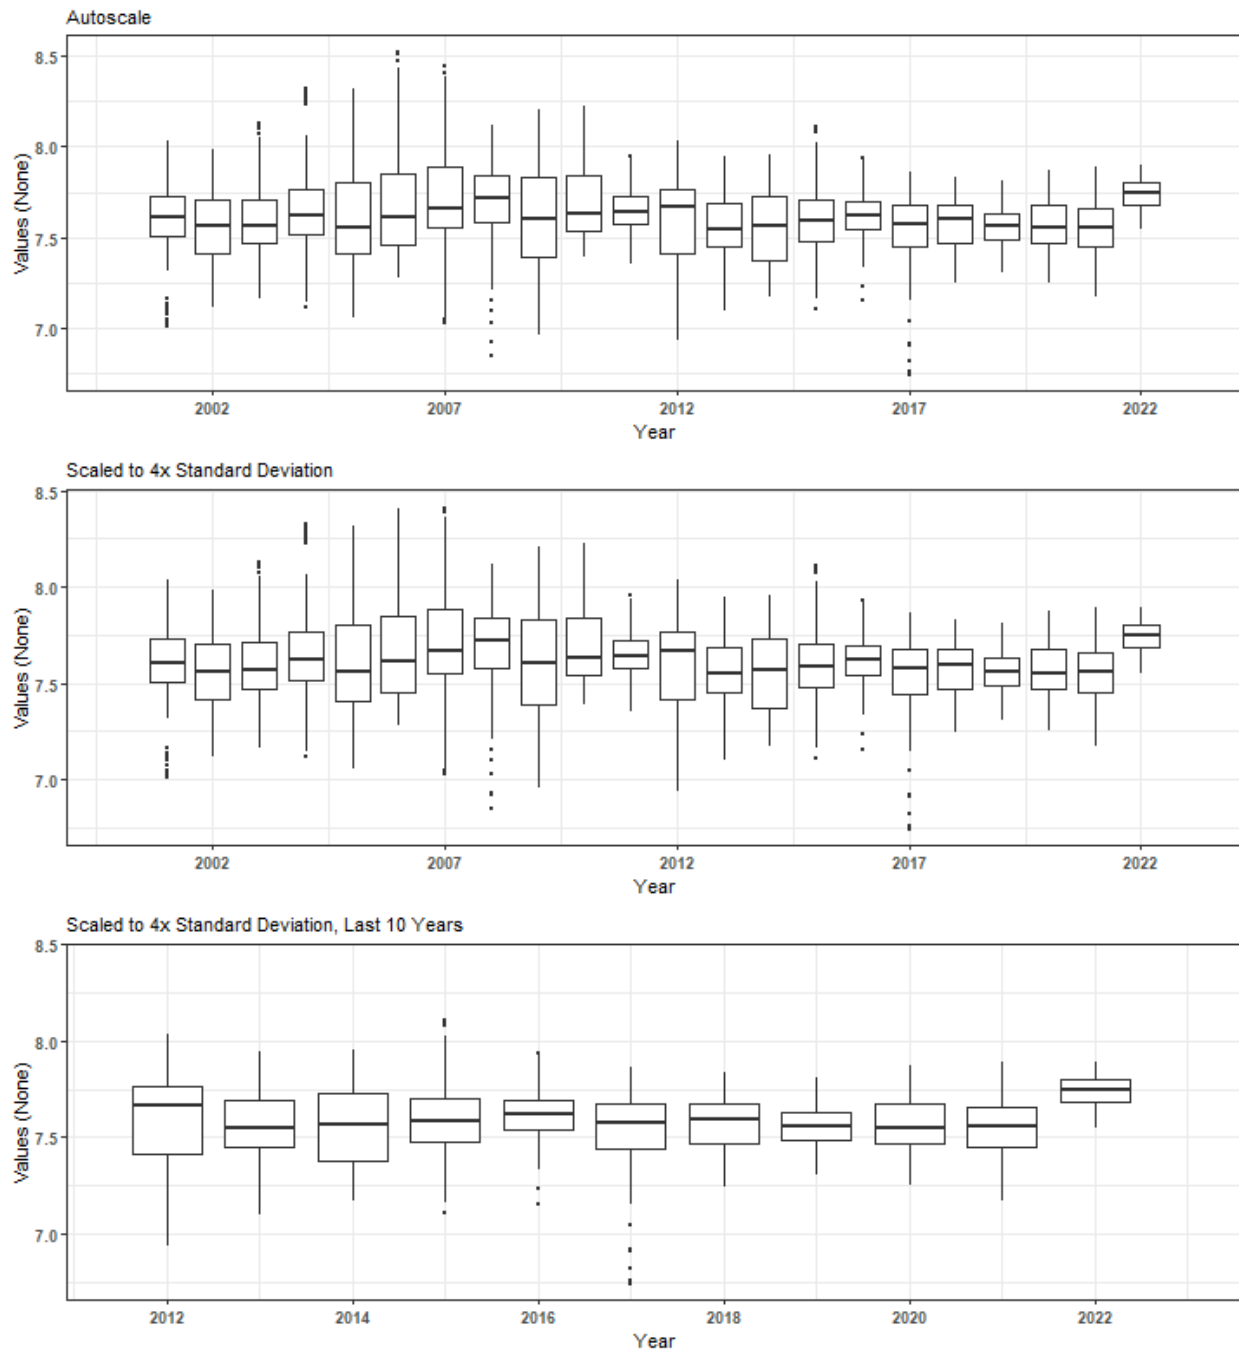 Autoscale
Values (None)
8.5
8.0
7.5
7.0
2002 2007 2012 2017 2022
Year
Scaled to 4x Standard Deviation
Values (None)
8.5
8.0
7.5
7.0
2002 2007 2012 2017 2022
Year
Scaled to 4x Standard Deviation, Last 10 Years
Values (None)
8.5
8.0
7.5
7.0
2012 2014 2016 2018 2020 2022
Year